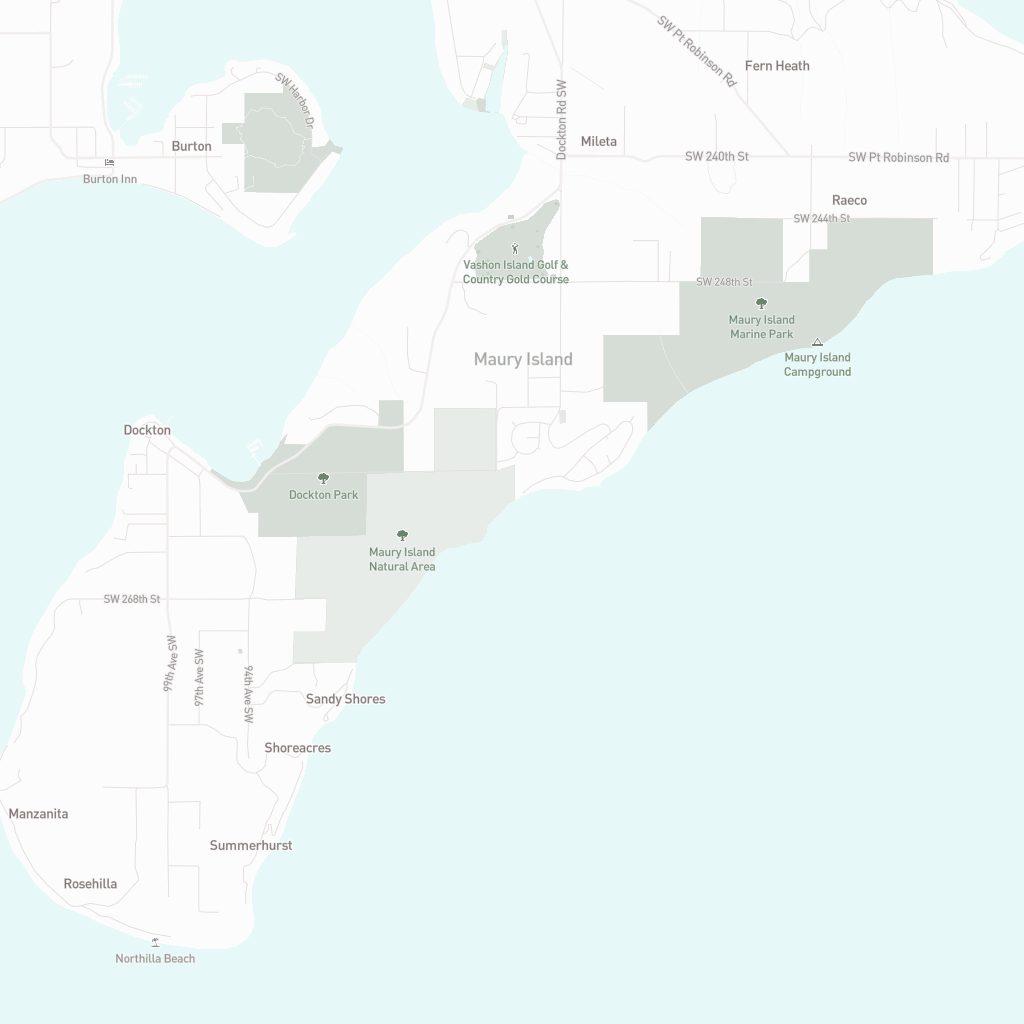 SW Pt Robinson Rd
Fern Heath
SW Harbor Dr
Dockton Rd SW
Burton
Mileta
SW 240th St
SW Pt Robinson Rd
Burton Inn
Raeco
SW 244th St
Vashon Island Golf &
Country Gold Course
SW 248th St
Maury Island
Marine Park
Maury Island
Maury Island
Campground
Dockton
Dockton Park
Maury Island
Natural Area
SW 268th St
99th Ave SW
97th Ave SW
94th Ave SW
Sandy Shores
Shoreacres
Manzanita
Summerhurst
Rosehilla
Northilla Beach